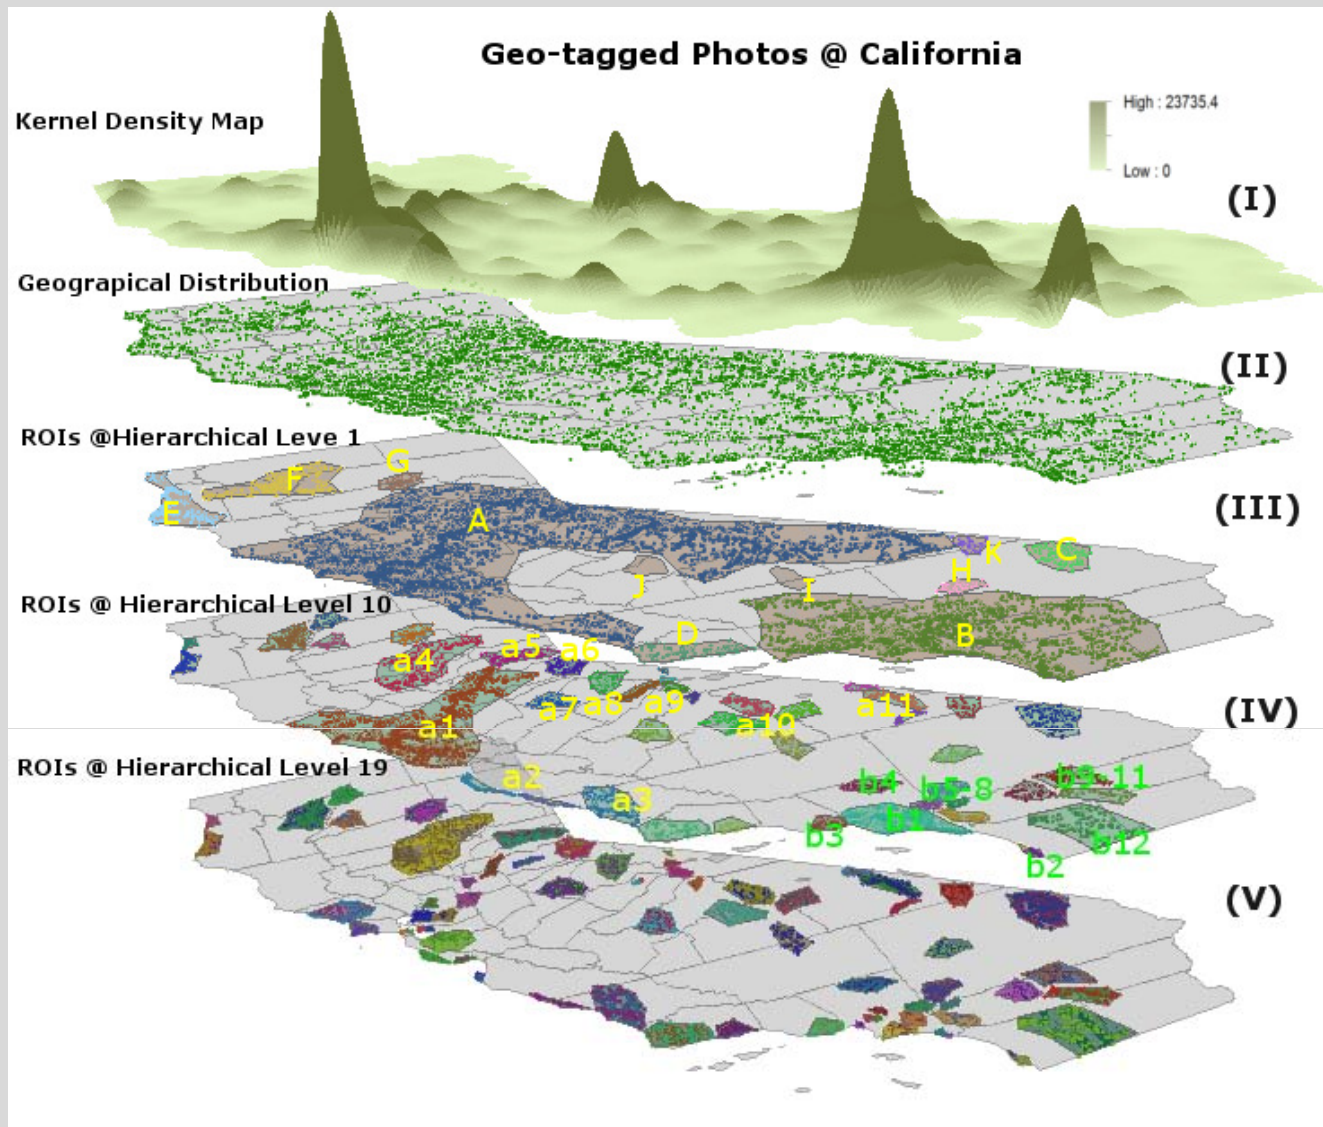 Geo-tagged Photos @ California
Kernel Density Map
High : 23735.4
Low : 0
(I)
Geograpical Distribution
(II)
ROIs @Hierarchical Leve 1
G
F
E
A
(III)
K
C
H
J
I
D
B
ROIs @ Hierarchical Level 10
a5
a6
a4
a7
a8
a9
a11
a1
a10
(IV)
ROIs @ Hierarchical Level 19
a2
a3
b4
b5-8
b9-11
b1
b3
b12
b2
(V)